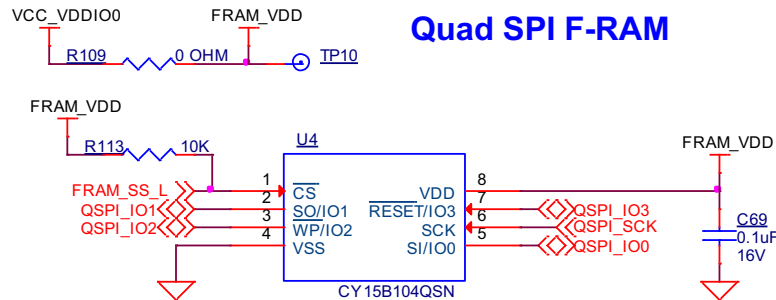 Quad SPI F-RAM
VCC_VDDIO0
FRAM_VDD
R109
0 OHM
TP10
FRAM_VDD
R113
10K
U4
FRAM_VDD
FRAM_SS_L
1
CS
VDD
8
QSPI_IO1
2
SO/IO1
RESET/IO3
7
QSPI_IO3
QSPI_IO2
3
WP/IO2
SCK
6
QSPI_SCK
4
VSS
SI/IO0
5
QSPI_IO0
C69
0.1uF
16V
CY15B104QSN